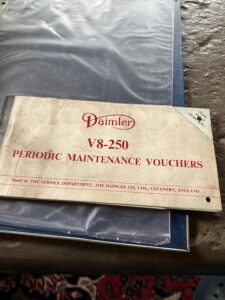 Daimler
V8-250
PERIODIC MAINTENANCE VOUCHERS
Issued by THE SERVICE DEPARTMENT, THE DAIMLER CO. LTD., COVENTRY, ENGLAND